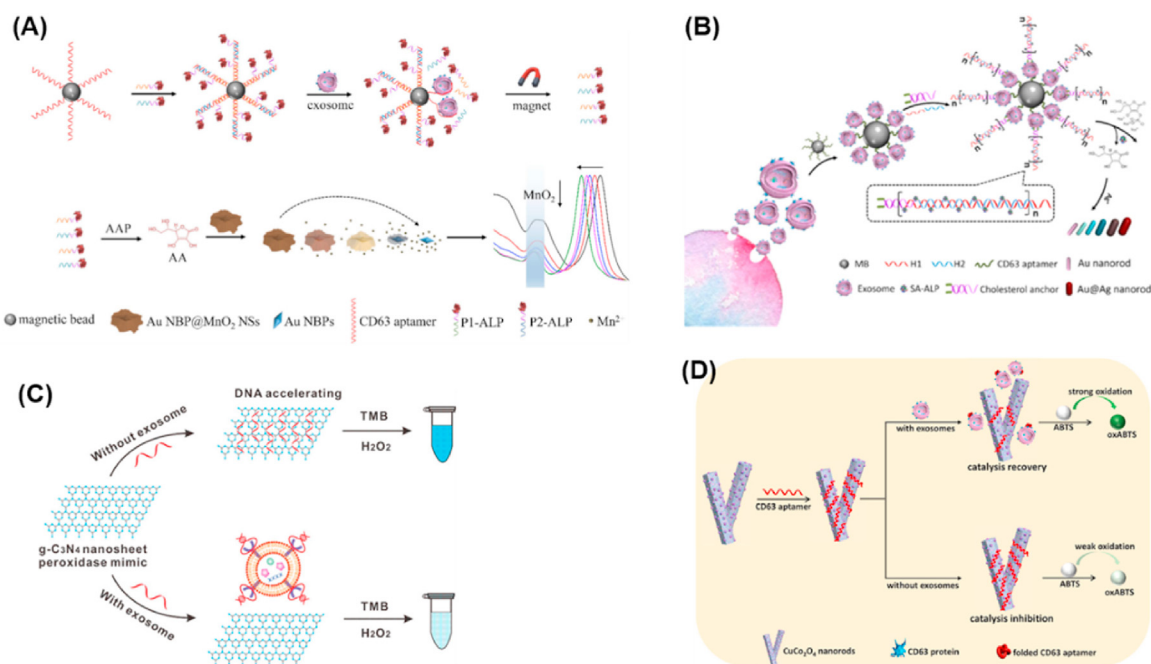 (A)
exosome
magnet
AAP
AA
MnO₂
magnetic bead
Au NBP@MnO₂ NSs
Au NBPs
CD63 aptamer
P1-ALP
P2-ALP
Mn²⁻
(B)
n
n
n
n
n
n
n
n
MB
H1
H2
CD63 aptamer
Au nanorod
Exosome
SA-ALP
Cholesterol anchor
Au@Ag nanorod
(C)
DNA accelerating
Without exosome
TMB
H₂O₂
g-C₃N₄ nanosheet
peroxidase mimic
With exosome
TMB
H₂O₂
(D)
strong oxidation
with exosomes
ABTS
oxABTS
catalysis recovery
CD63 aptamer
weak oxidation
without exosomes
ABTS
oxABTS
catalysis inhibition
CuCo₂O₄ nanorods
CD63 protein
folded CD63 aptamer